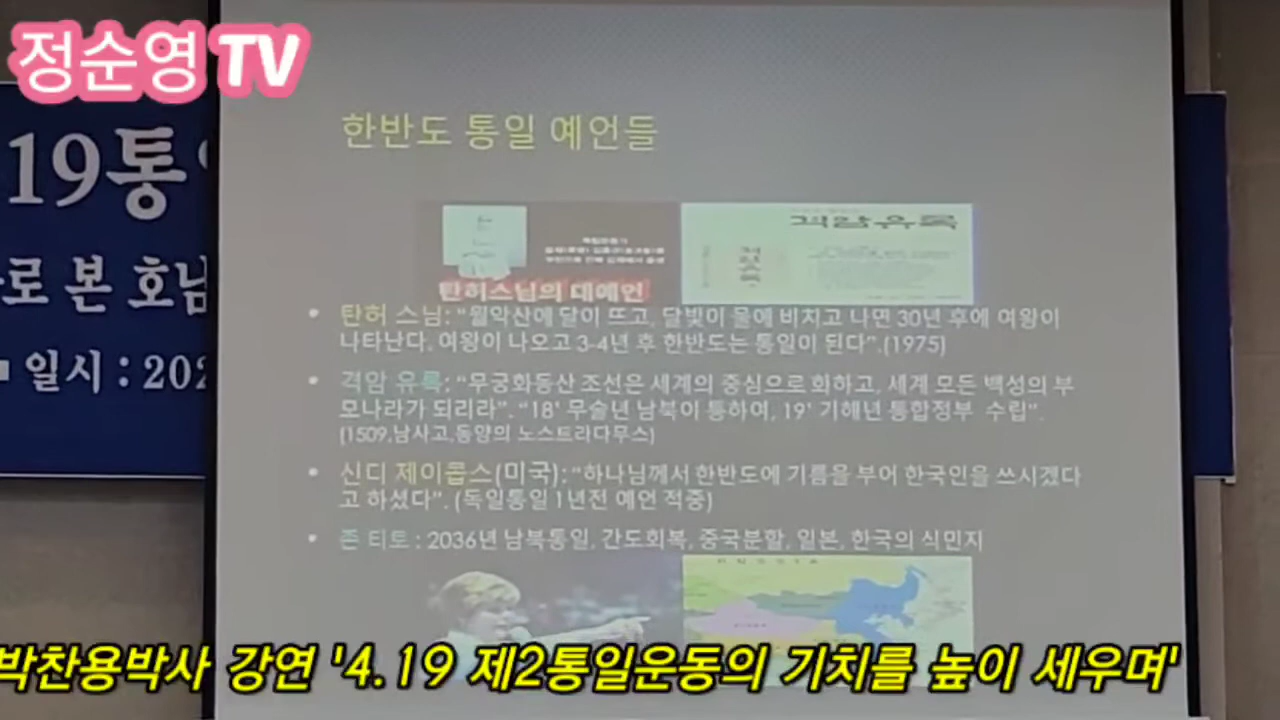 정순영 TV
19통일
로 본 호남
일시 : 202
한반도 통일 예언들
격암유록
탄허스님의 대예언
• 탄허 스님: “월악산에 달이 뜨고, 달빛이 물에 비치고 나면 30년 후에 여왕이
나타난다. 여왕이 나오고 3-4년 후 한반도는 통일이 된다”.(1975)
• 격암 유록: “무궁화동산 조선은 세계의 중심으로 화하고, 세계 모든 백성의 부
모나라가 되리라”. “18' 무술년 남북이 통하여, 19' 기해년 통합정부 수립”.
(1509,남사고,동양의 노스트라다무스)
• 신디 제이콥스(미국): “하나님께서 한반도에 기름을 부어 한국인을 쓰시겠다
고 하셨다”. (독일통일 1년전 예언 적중)
• 존 티토 : 2036년 남북통일, 간도회복, 중국분할, 일본, 한국의 식민지
박찬용박사 강연 '4.19 제2통일운동의 기치를 높이 세우며'